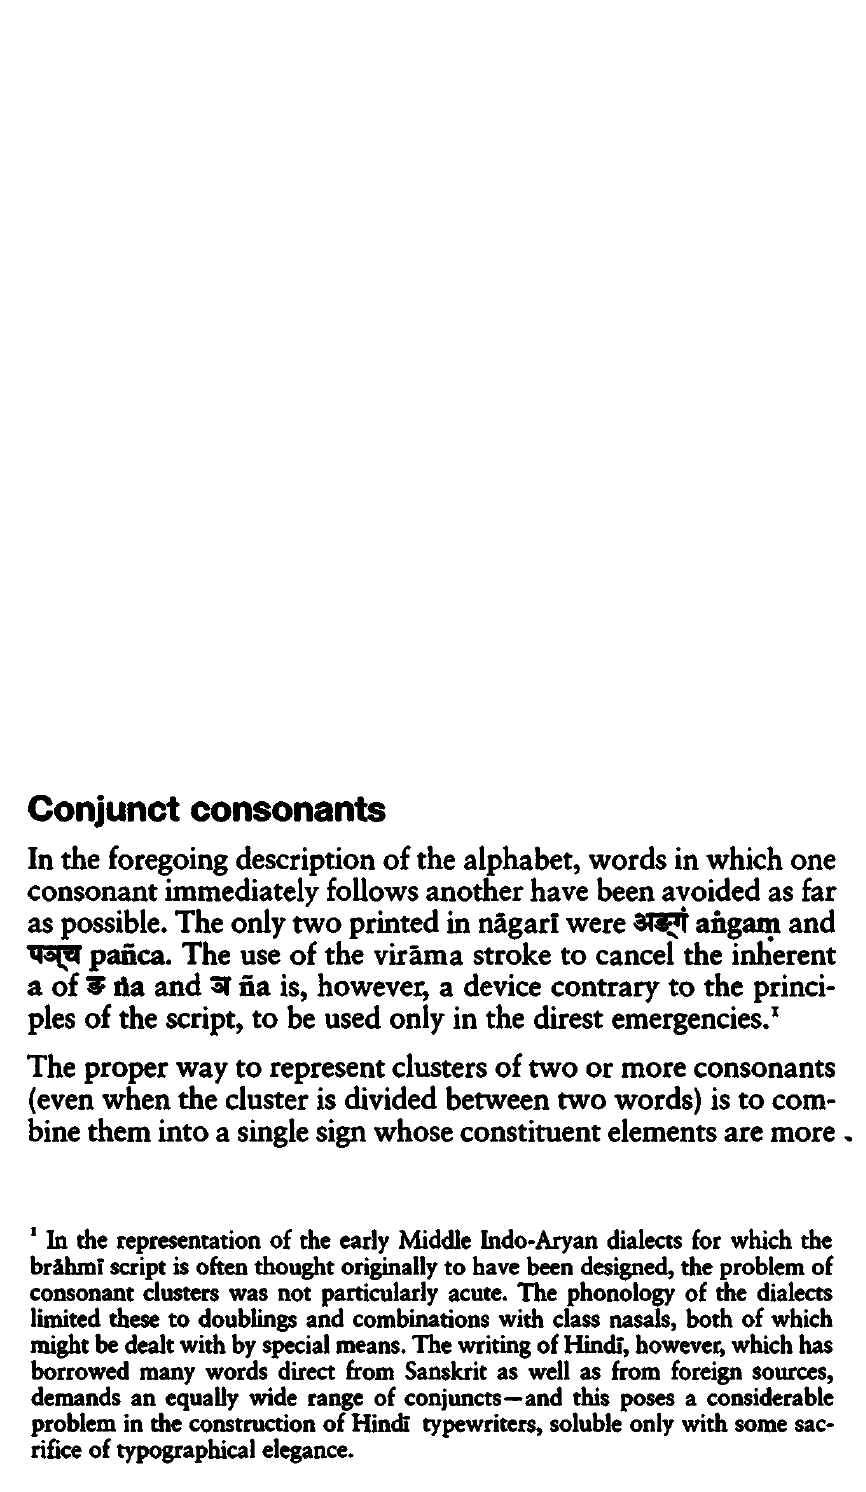 Conjunct consonants
In the foregoing description of the alphabet, words in which one
consonant immediately follows another have been avoided as far
as possible. The only two printed in nāgarī were अङ्‌गं aṅgaṃ and
पञ्‌च pañca. The use of the virāma stroke to cancel the inherent
a of ङ ṅa and ञ ña is, however, a device contrary to the princi-
ples of the script, to be used only in the direst emergencies.¹
The proper way to represent clusters of two or more consonants
(even when the cluster is divided between two words) is to com-
bine them into a single sign whose constituent elements are more
¹ In the representation of the early Middle Indo-Aryan dialects for which the
brāhmī script is often thought originally to have been designed, the problem of
consonant clusters was not particularly acute. The phonology of the dialects
limited these to doublings and combinations with class nasals, both of which
might be dealt with by special means. The writing of Hindī, however, which has
borrowed many words direct from Sanskrit as well as from foreign sources,
demands an equally wide range of conjuncts—and this poses a considerable
problem in the construction of Hindī typewriters, soluble only with some sac-
rifice of typographical elegance.